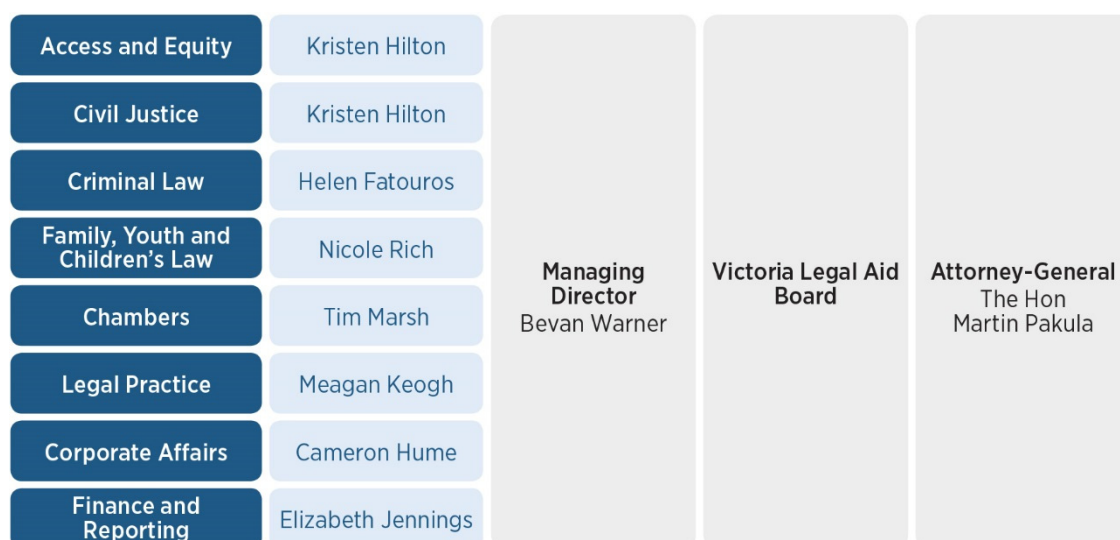 Access and Equity
Kristen Hilton
Civil Justice
Kristen Hilton
Criminal Law
Helen Fatouros
Family, Youth and
Children's Law
Nicole Rich
Chambers
Tim Marsh
Legal Practice
Meagan Keogh
Corporate Affairs
Cameron Hume
Finance and
Reporting
Elizabeth Jennings
Managing
Director
Bevan Warner
Victoria Legal Aid
Board
Attorney-General
The Hon
Martin Pakula